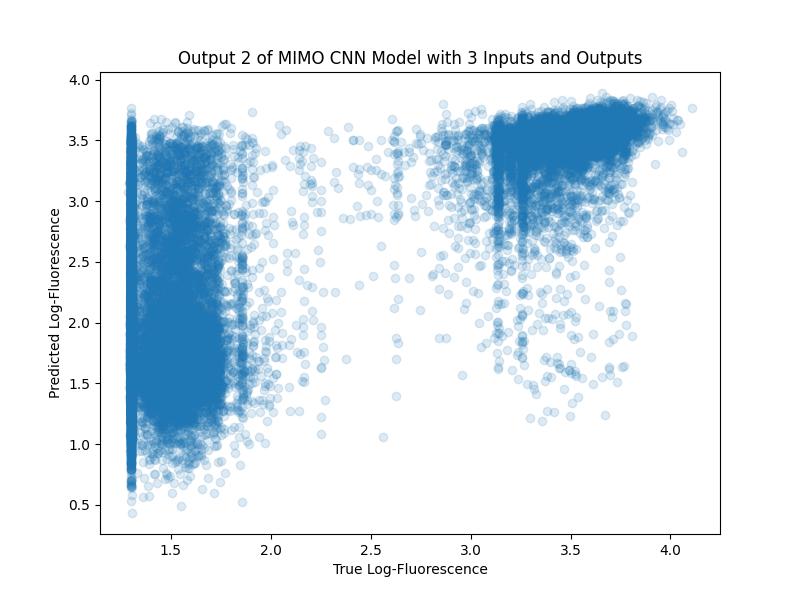 Output 2 of MIMO CNN Model with 3 Inputs and Outputs
4.0
3.5
3.0
2.5
2.0
1.5
1.0
0.5
Predicted Log-Fluorescence
1.5 2.0 2.5 3.0 3.5 4.0
True Log-Fluorescence